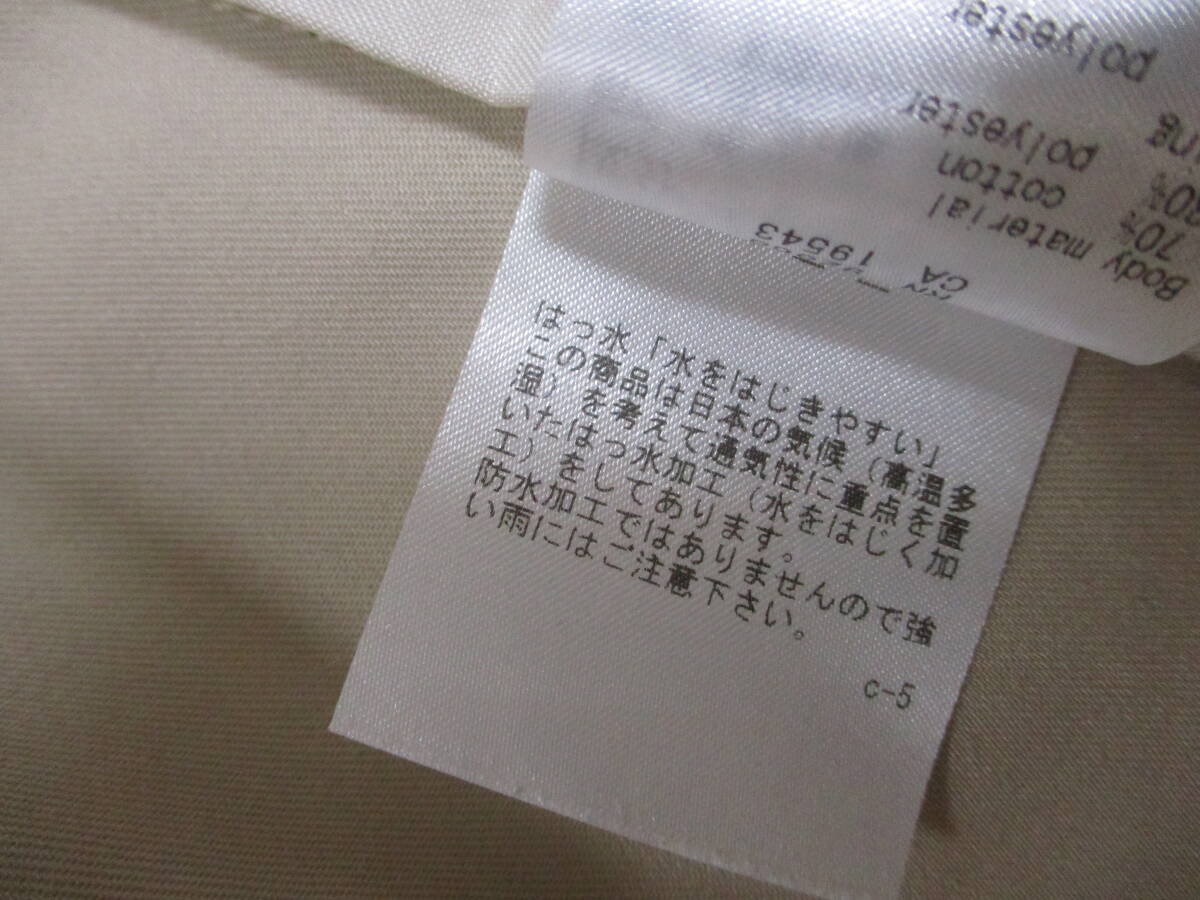 polyester
polyester
cotton
70%
Body material
CA 19543
はっ水「水をはじきやすい」
この商品は日本の気候（高温多
湿）を考えて通気性に重点を置
いたはっ水加工（水をはじく加
工）をしてあります。
防水加工ではありませんので強
い雨にはご注意下さい。
c-5